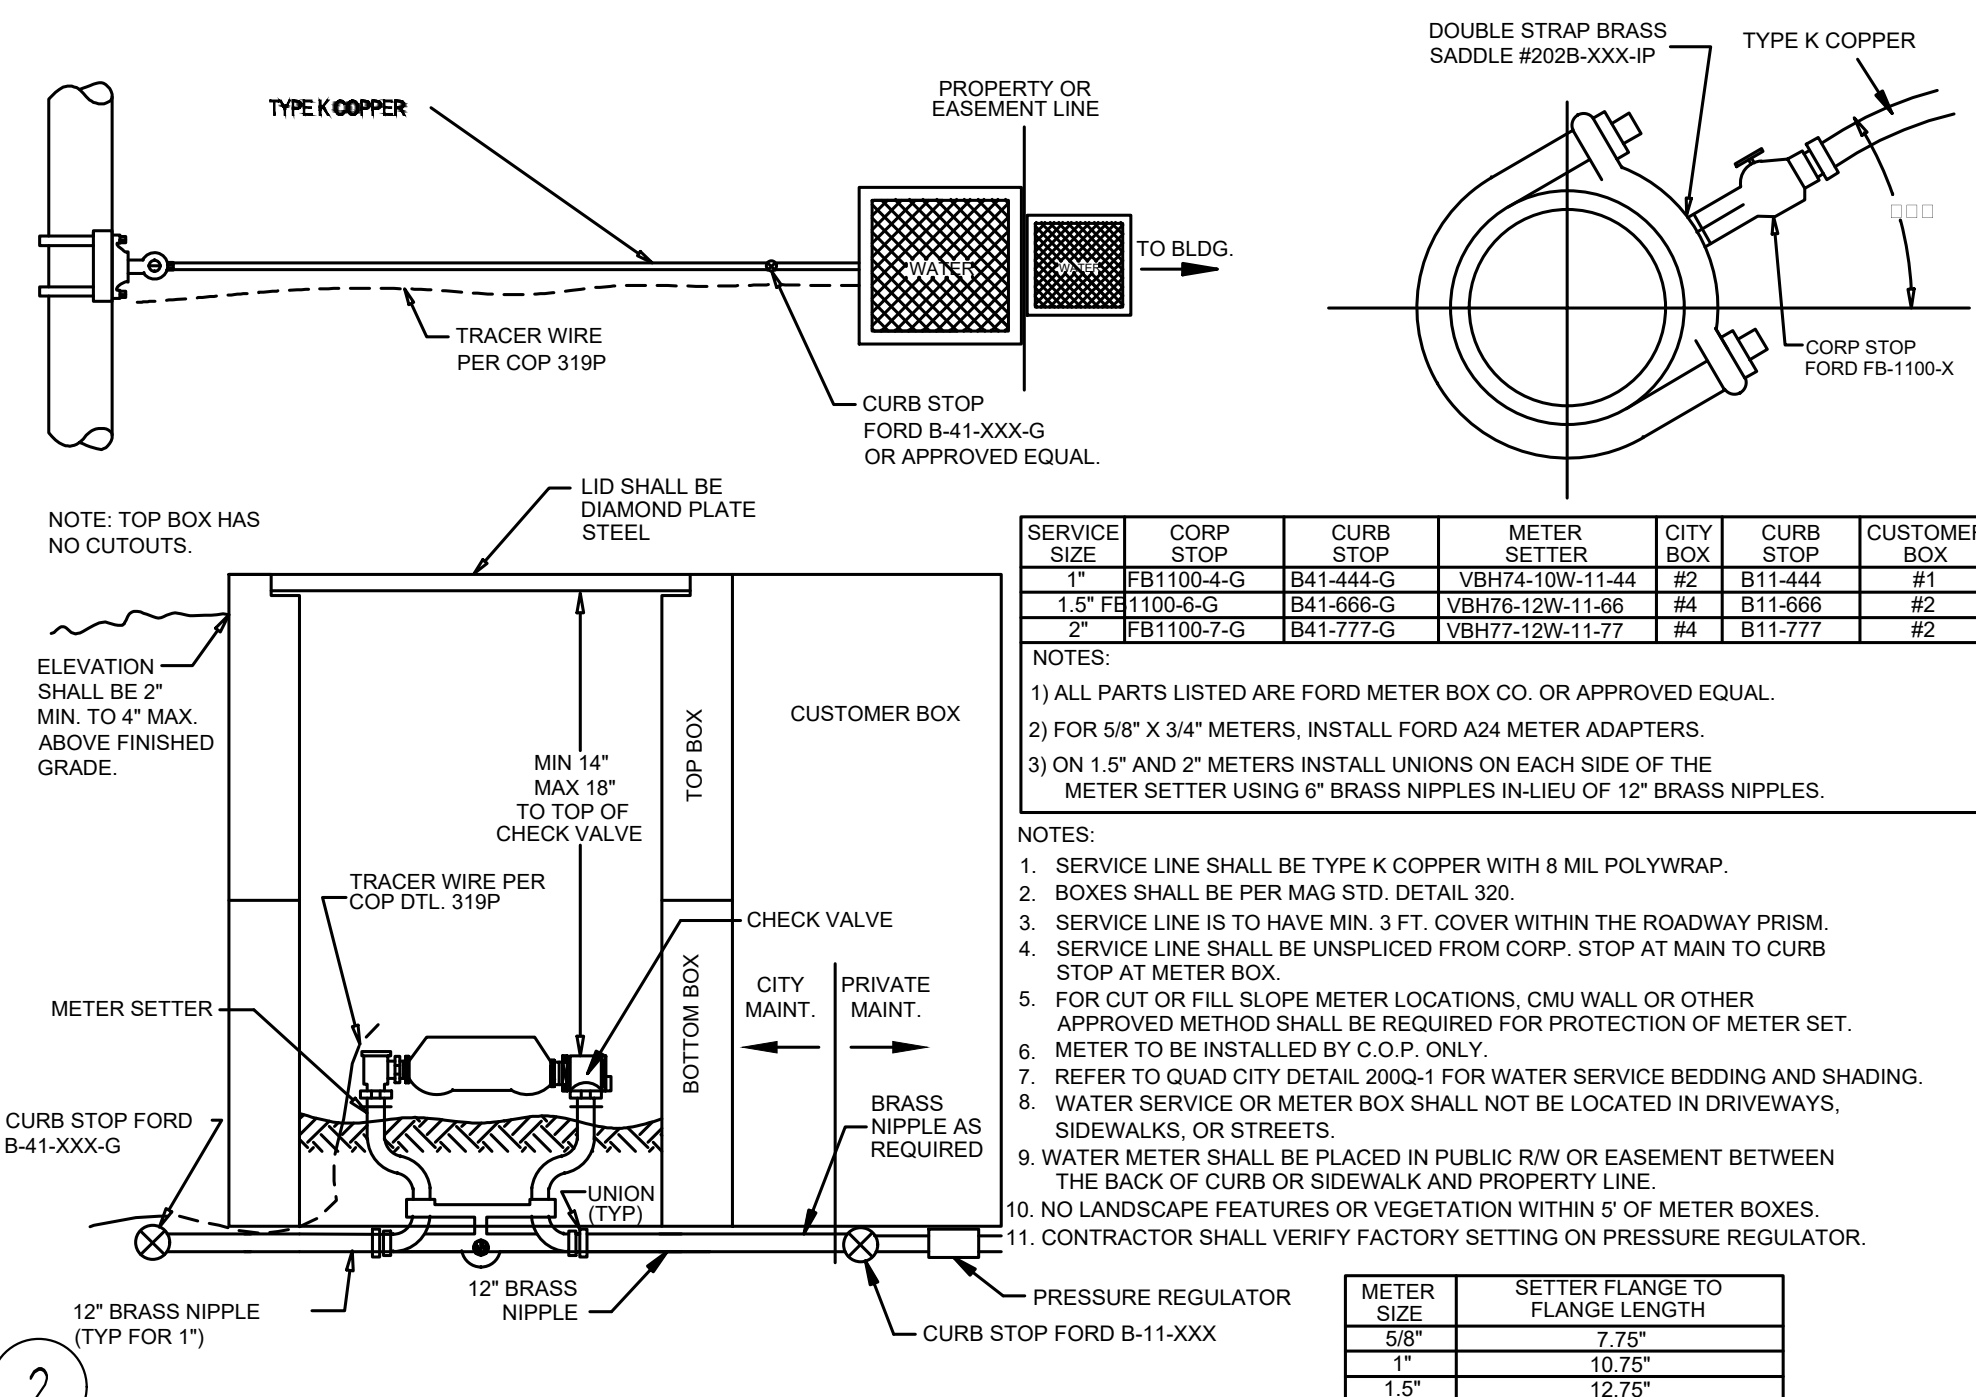 DOUBLE STRAP BRASS
SADDLE #202B-XXX-IP
TYPE K COPPER
TYPE K COPPER
PROPERTY OR
EASEMENT LINE
WATER
WATER
TO BLDG.
TRACER WIRE
PER COP 319P
CURB STOP
FORD B-41-XXX-G
OR APPROVED EQUAL.
CORP STOP
FORD FB-1100-X
NOTE: TOP BOX HAS
NO CUTOUTS.
LID SHALL BE
DIAMOND PLATE
STEEL
ELEVATION
SHALL BE 2"
MIN. TO 4" MAX.
ABOVE FINISHED
GRADE.
MIN 14"
MAX 18"
TO TOP OF
CHECK VALVE
TOP BOX
CUSTOMER BOX
TRACER WIRE PER
COP DTL. 319P
CHECK VALVE
BOTTOM BOX
CITY
MAINT.
PRIVATE
MAINT.
METER SETTER
CURB STOP FORD
B-41-XXX-G
BRASS
NIPPLE AS
REQUIRED
UNION
(TYP)
12" BRASS NIPPLE
(TYP FOR 1")
12" BRASS
NIPPLE
PRESSURE REGULATOR
CURB STOP FORD B-11-XXX
2
SERVICE SIZE CORP STOP CURB STOP METER SETTER CITY BOX CURB STOP CUSTOMER BOX
1" FB1100-4-G B41-444-G VBH74-10W-11-44 #2 B11-444 #1
1.5" FB1100-6-G B41-666-G VBH76-12W-11-66 #4 B11-666 #2
2" FB1100-7-G B41-777-G VBH77-12W-11-77 #4 B11-777 #2
NOTES:
1) ALL PARTS LISTED ARE FORD METER BOX CO. OR APPROVED EQUAL.
2) FOR 5/8" X 3/4" METERS, INSTALL FORD A24 METER ADAPTERS.
3) ON 1.5" AND 2" METERS INSTALL UNIONS ON EACH SIDE OF THE
METER SETTER USING 6" BRASS NIPPLES IN-LIEU OF 12" BRASS NIPPLES.
NOTES:
1. SERVICE LINE SHALL BE TYPE K COPPER WITH 8 MIL POLYWRAP.
2. BOXES SHALL BE PER MAG STD. DETAIL 320.
3. SERVICE LINE IS TO HAVE MIN. 3 FT. COVER WITHIN THE ROADWAY PRISM.
4. SERVICE LINE SHALL BE UNSPLICED FROM CORP. STOP AT MAIN TO CURB
STOP AT METER BOX.
5. FOR CUT OR FILL SLOPE METER LOCATIONS, CMU WALL OR OTHER
APPROVED METHOD SHALL BE REQUIRED FOR PROTECTION OF METER SET.
6. METER TO BE INSTALLED BY C.O.P. ONLY.
7. REFER TO QUAD CITY DETAIL 200Q-1 FOR WATER SERVICE BEDDING AND SHADING.
8. WATER SERVICE OR METER BOX SHALL NOT BE LOCATED IN DRIVEWAYS,
SIDEWALKS, OR STREETS.
9. WATER METER SHALL BE PLACED IN PUBLIC R/W OR EASEMENT BETWEEN
THE BACK OF CURB OR SIDEWALK AND PROPERTY LINE.
10. NO LANDSCAPE FEATURES OR VEGETATION WITHIN 5' OF METER BOXES.
11. CONTRACTOR SHALL VERIFY FACTORY SETTING ON PRESSURE REGULATOR.
METER SIZE SETTER FLANGE TO FLANGE LENGTH
5/8" 7.75"
1" 10.75"
1.5" 12.75"